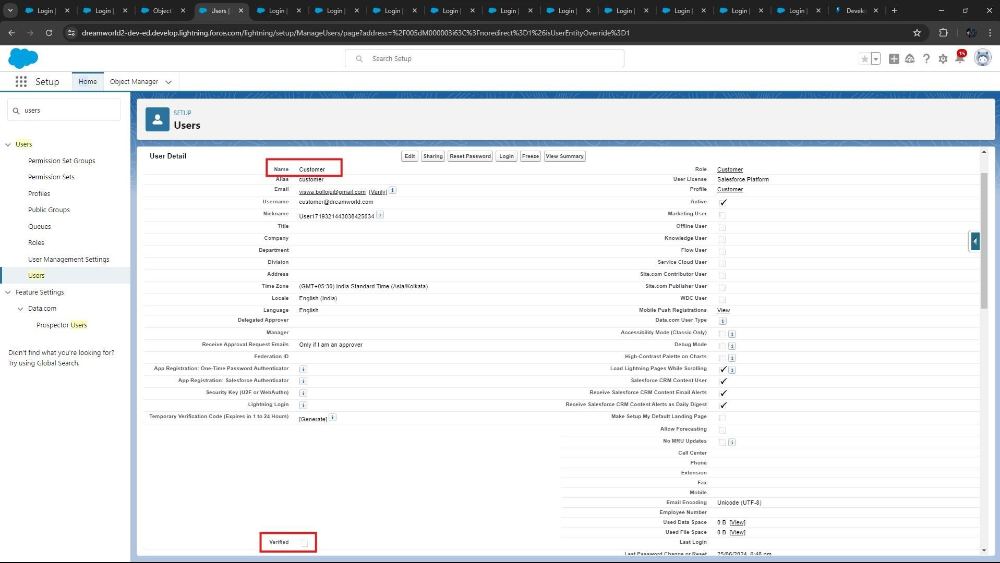 Login |
Login |
Object
Users |
Login |
Login |
Login |
Login |
Login |
Login |
Login |
Login |
Login |
Login |
Develo
dreamworld2-dev-ed.develop.lightning.force.com/lightning/setup/ManageUsers/page?address=%2F005dM000003i63C%3Fnoredirect%3D1%26isUserEntityOverride%3D1
Search Setup
15
Setup
Home
Object Manager
users
Users
Permission Set Groups
Permission Sets
Profiles
Public Groups
Queues
Roles
User Management Settings
Users
Feature Settings
Data.com
Prospector Users
Didn't find what you're looking for?
Try using Global Search.
SETUP
Users
User Detail
Edit Sharing Reset Password Login Freeze View Summary
Name Customer
Alias customer
Email viswa.bolloju@gmail.com [Verify] i
Username customer@dreamworld.com
Nickname User1719321443038425034 i
Title
Company
Department
Division
Address
Time Zone (GMT+05:30) India Standard Time (Asia/Kolkata)
Locale English (India)
Language English
Delegated Approver
Manager
Receive Approval Request Emails Only if I am an approver
Federation ID
App Registration: One-Time Password Authenticator i
App Registration: Salesforce Authenticator i
Security Key (U2F or WebAuthn) i
Lightning Login i
Temporary Verification Code (Expires in 1 to 24 Hours) [Generate] i
Verified
Role Customer
User License Salesforce Platform
Profile Customer
Active
Marketing User
Offline User
Knowledge User
Flow User
Service Cloud User
Site.com Contributor User
Site.com Publisher User
WDC User
Mobile Push Registrations View
Data.com User Type i
Accessibility Mode (Classic Only) i
Debug Mode i
High-Contrast Palette on Charts i
Load Lightning Pages While Scrolling i
Salesforce CRM Content User
Receive Salesforce CRM Content Email Alerts
Receive Salesforce CRM Content Alerts as Daily Digest
Make Setup My Default Landing Page
Allow Forecasting
No MRU Updates i
Call Center
Phone
Extension
Fax
Mobile
Email Encoding Unicode (UTF-8)
Employee Number
Used Data Space 0 B [View]
Used File Space 0 B [View]
Last Login
Last Password Change or Reset 25/06/2024, 6:48 pm